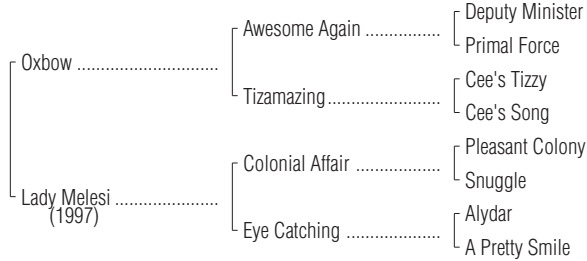 Deputy Minister
Awesome Again ..................
Primal Force
Oxbow ..................................
Cee's Tizzy
Tizamazing...........................
Cee's Song
Pleasant Colony
Colonial Affair ....................
Snuggle
Lady Melesi .........................
(1997)
Alydar
Eye Catching ......................
A Pretty Smile